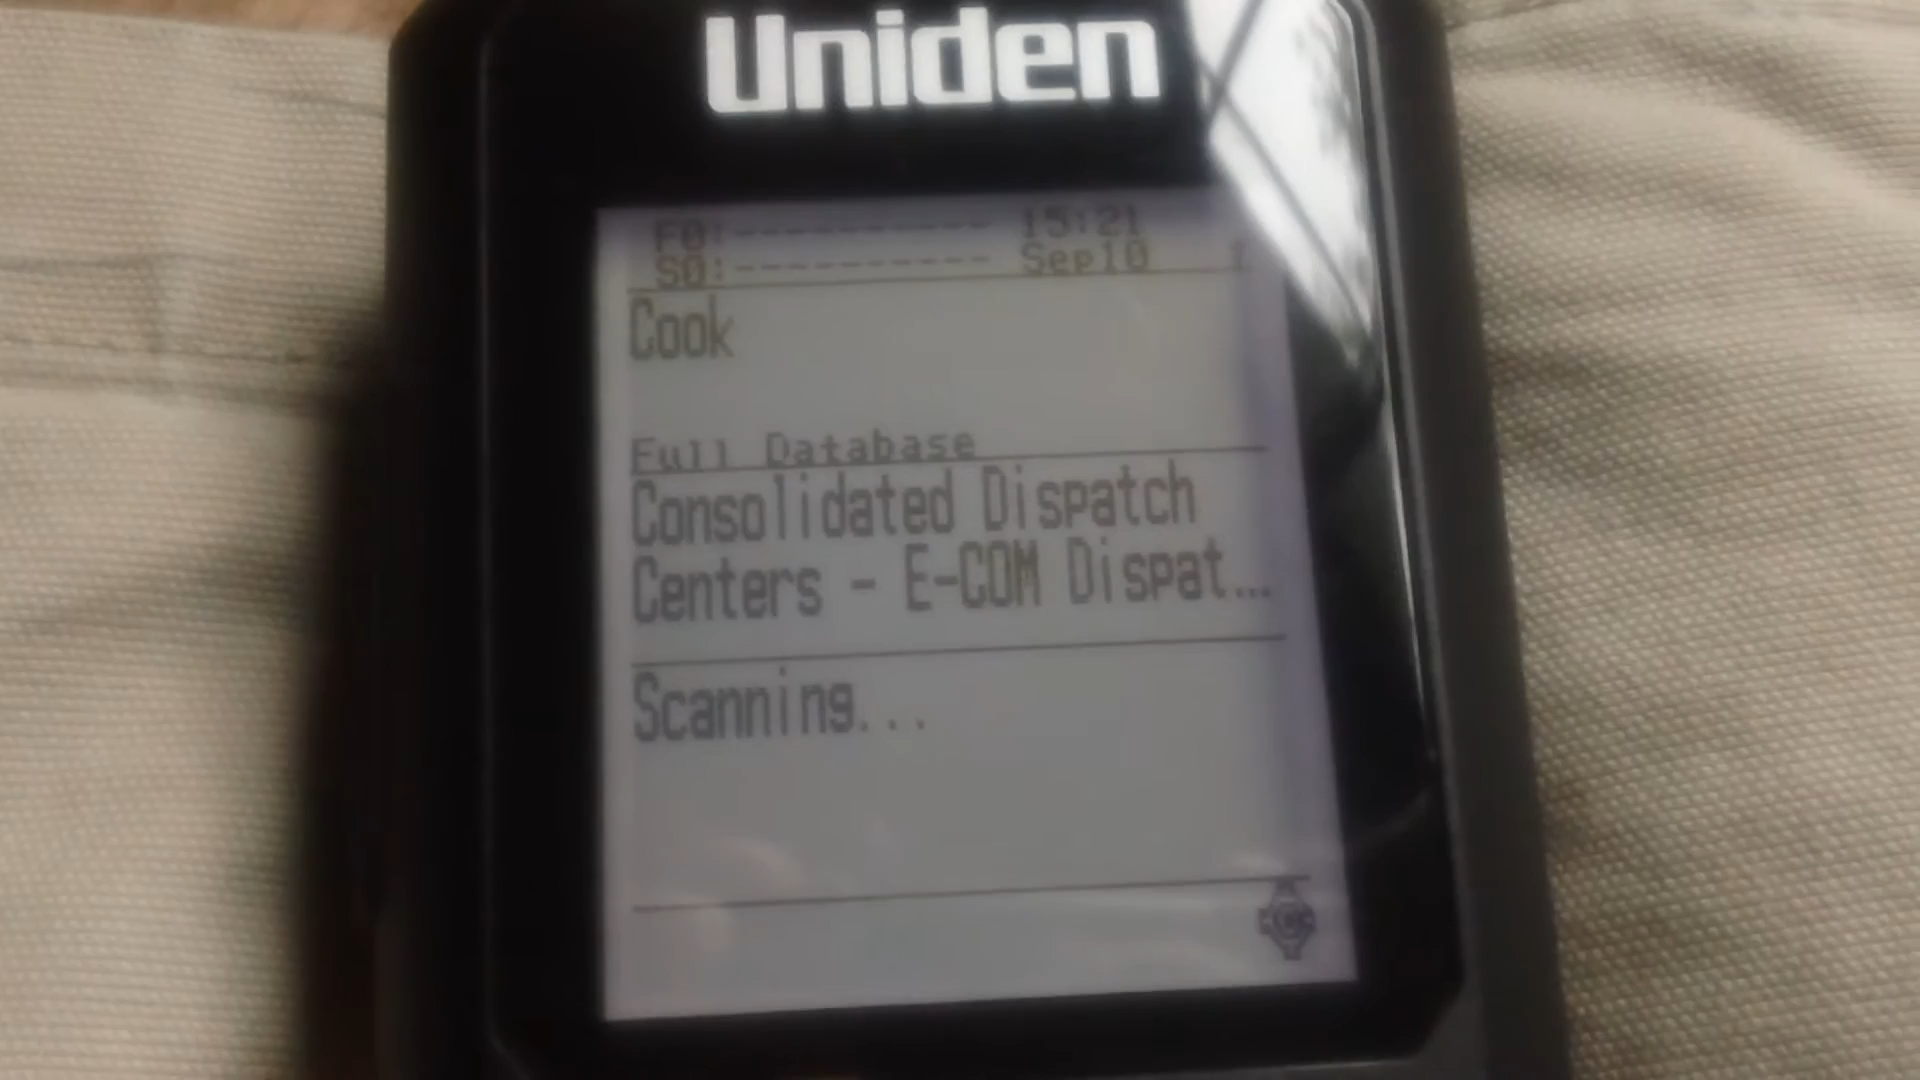 Uniden
F0:---------- 15:21
S0:---------- Sep10
Cook
Full Database
Consolidated Dispatch
Centers - E-COM Dispat...
Scanning...